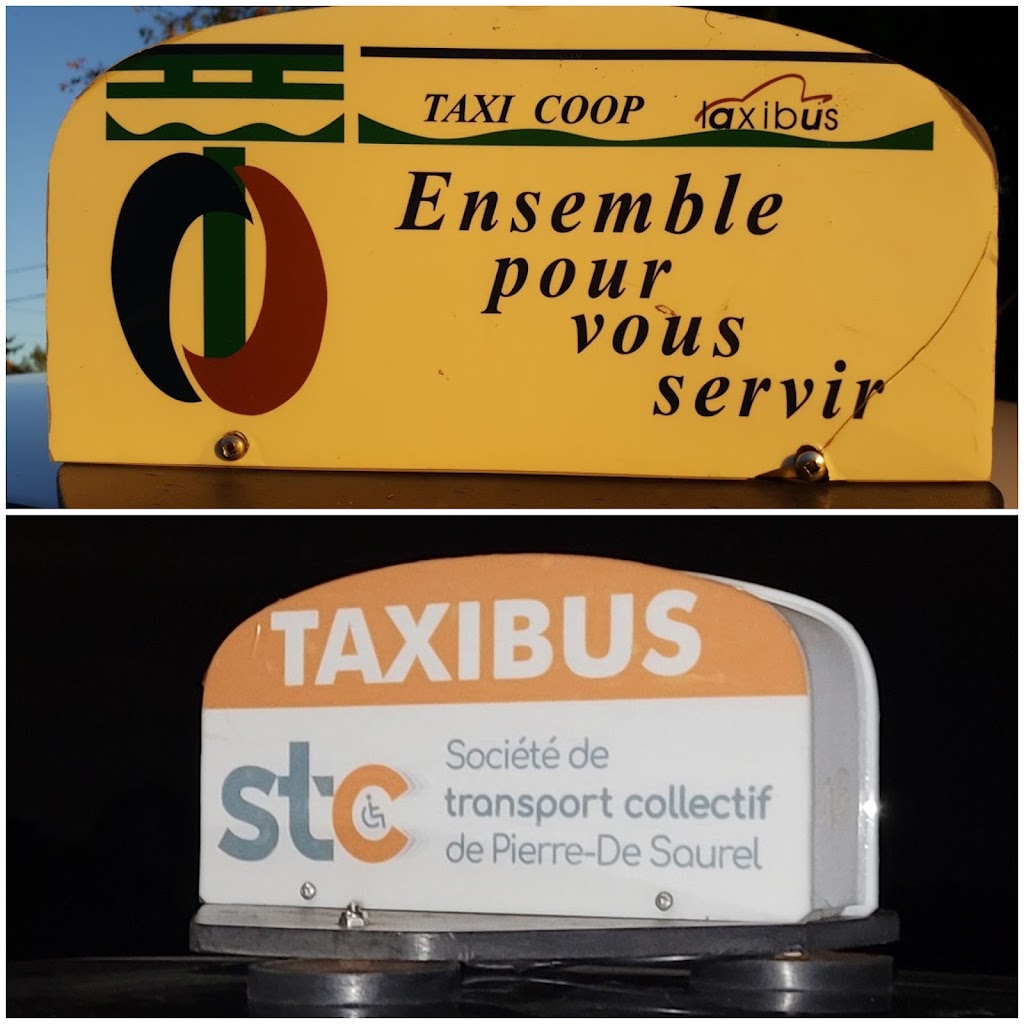 TAXI COOP taxibus
Ensemble
pour
vous
servir
TAXIBUS
stc
Société de
transport collectif
de Pierre-De Saurel